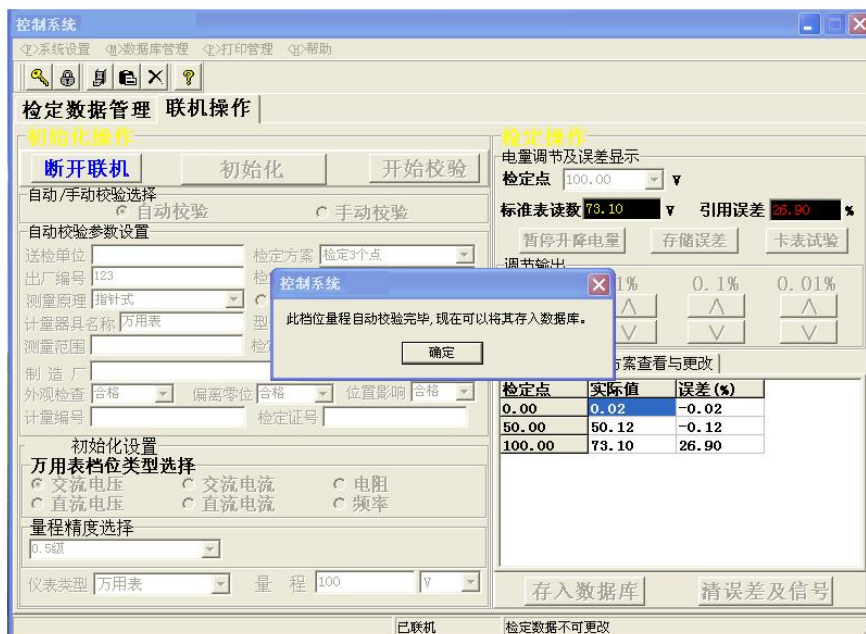 控制系统
<F>系统设置 <M>数据库管理 <T>打印管理 <H>帮助
检定数据管理 联机操作
初始化操作
断开联机 初始化 开始校验
自动/手动校验选择
自动校验 手动校验
自动校验参数设置
送检单位 检定方案 检定3个点
出厂编号 123
测量原理 指针式
计量器具名称 万用表
测量范围
制 造 厂
外观检查 合格 偏离零位 合格 位置影响 合格
计量编号 检定证号
初始化设置
万用表档位类型选择
交流电压 交流电流 电阻
直流电压 直流电流 频率
量程精度选择
0.5级
仪表类型 万用表 量 程 100 V
检定操作
电量调节及误差显示
检定点 100.00 V
标准表读数 73.10 V 引用误差 26.90 %
暂停升降电量 存储误差 卡表试验
调节输出
1% 0.1% 0.01%
控制系统
此档位量程自动校验完毕,现在可以将其存入数据库。
确定
方案查看与更改
检定点 实际值 误差(%)
0.00 0.02 -0.02
50.00 50.12 -0.12
100.00 73.10 26.90
存入数据库 清误差及信号
已联机 检定数据不可更改